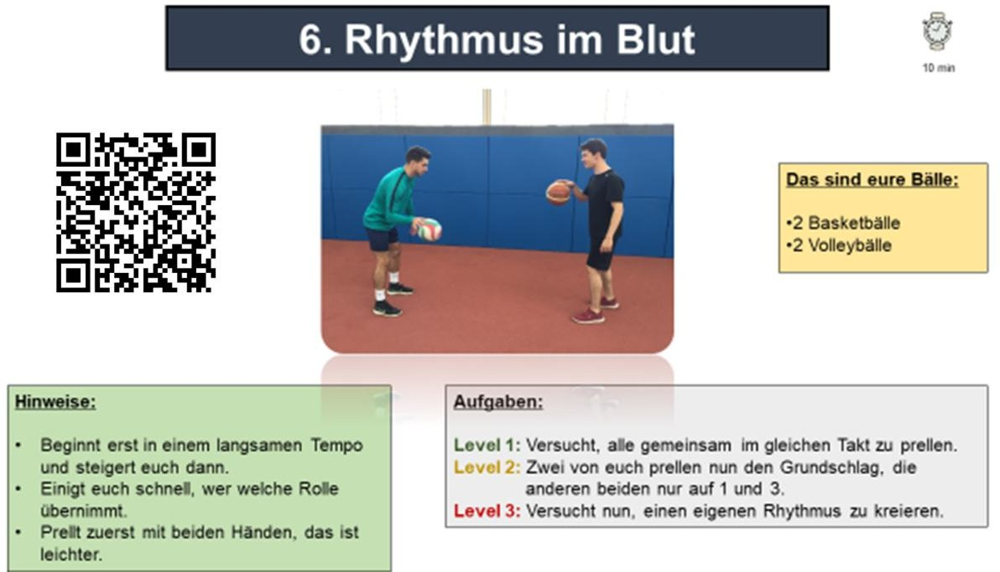 6. Rhythmus im Blut
10 min
Das sind eure Bälle:
•2 Basketbälle
•2 Volleybälle
Hinweise:
• Beginnt erst in einem langsamen Tempo
und steigert euch dann.
• Einigt euch schnell, wer welche Rolle
übernimmt.
• Prellt zuerst mit beiden Händen, das ist
leichter.
Aufgaben:
Level 1: Versucht, alle gemeinsam im gleichen Takt zu prellen.
Level 2: Zwei von euch prellen nun den Grundschlag, die
anderen beiden nur auf 1 und 3.
Level 3: Versucht nun, einen eigenen Rhythmus zu kreieren.